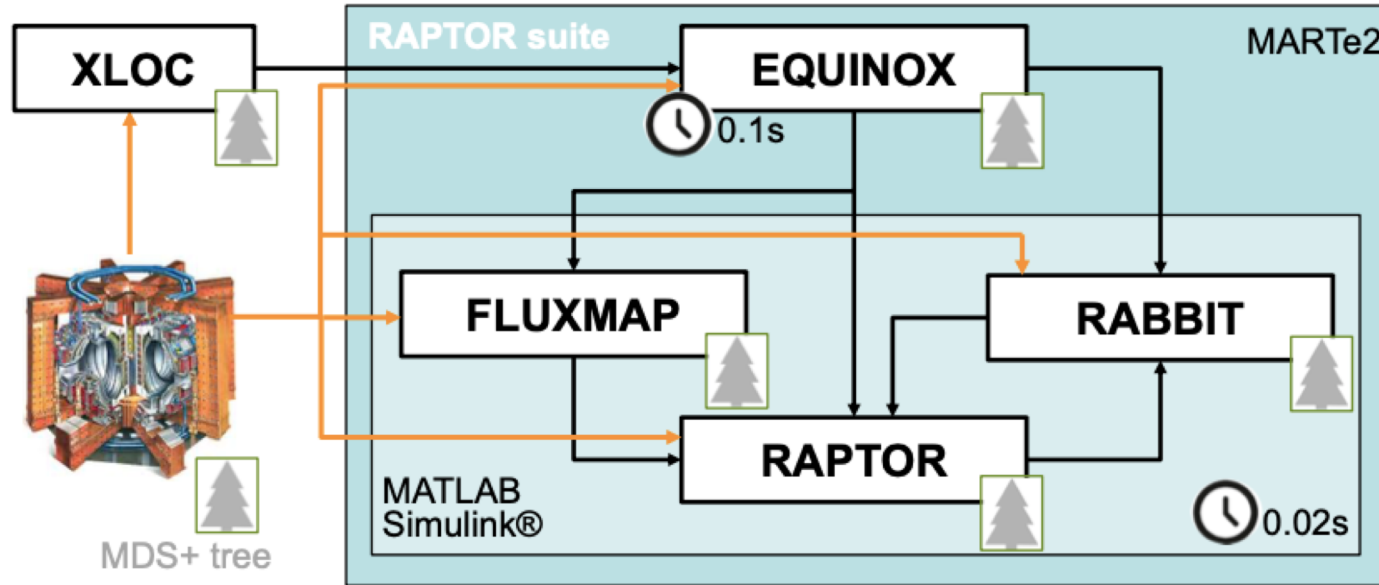 RAPTOR suite
MARTe2
XLOC
EQUINOX
0.1s
FLUXMAP
RABBIT
RAPTOR
MATLAB
Simulink®
0.02s
MDS+ tree